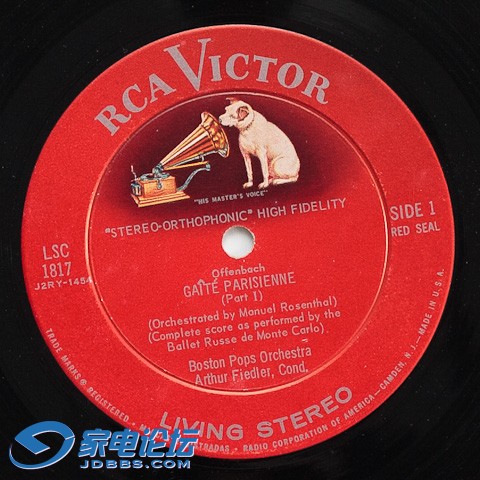 RCA VICTOR
"HIS MASTER'S VOICE"
"STEREO-ORTHOPHONIC" HIGH FIDELITY
SIDE 1
RED SEAL
LSC
1817
J2RY-1454
Offenbach
GAÎTÉ PARISIENNE
(Part 1)
(Orchestrated by Manuel Rosenthal)
(Complete score as performed by the
Ballet Russe de Monte Carlo)
Boston Pops Orchestra
Arthur Fiedler, Cond.
LIVING STEREO
TRADE MARKS ® REGISTERED RADIO CORPORATION OF AMERICA—CAMDEN, N.J.—MADE IN U.S.A.
家电论坛
JDBBS.COM